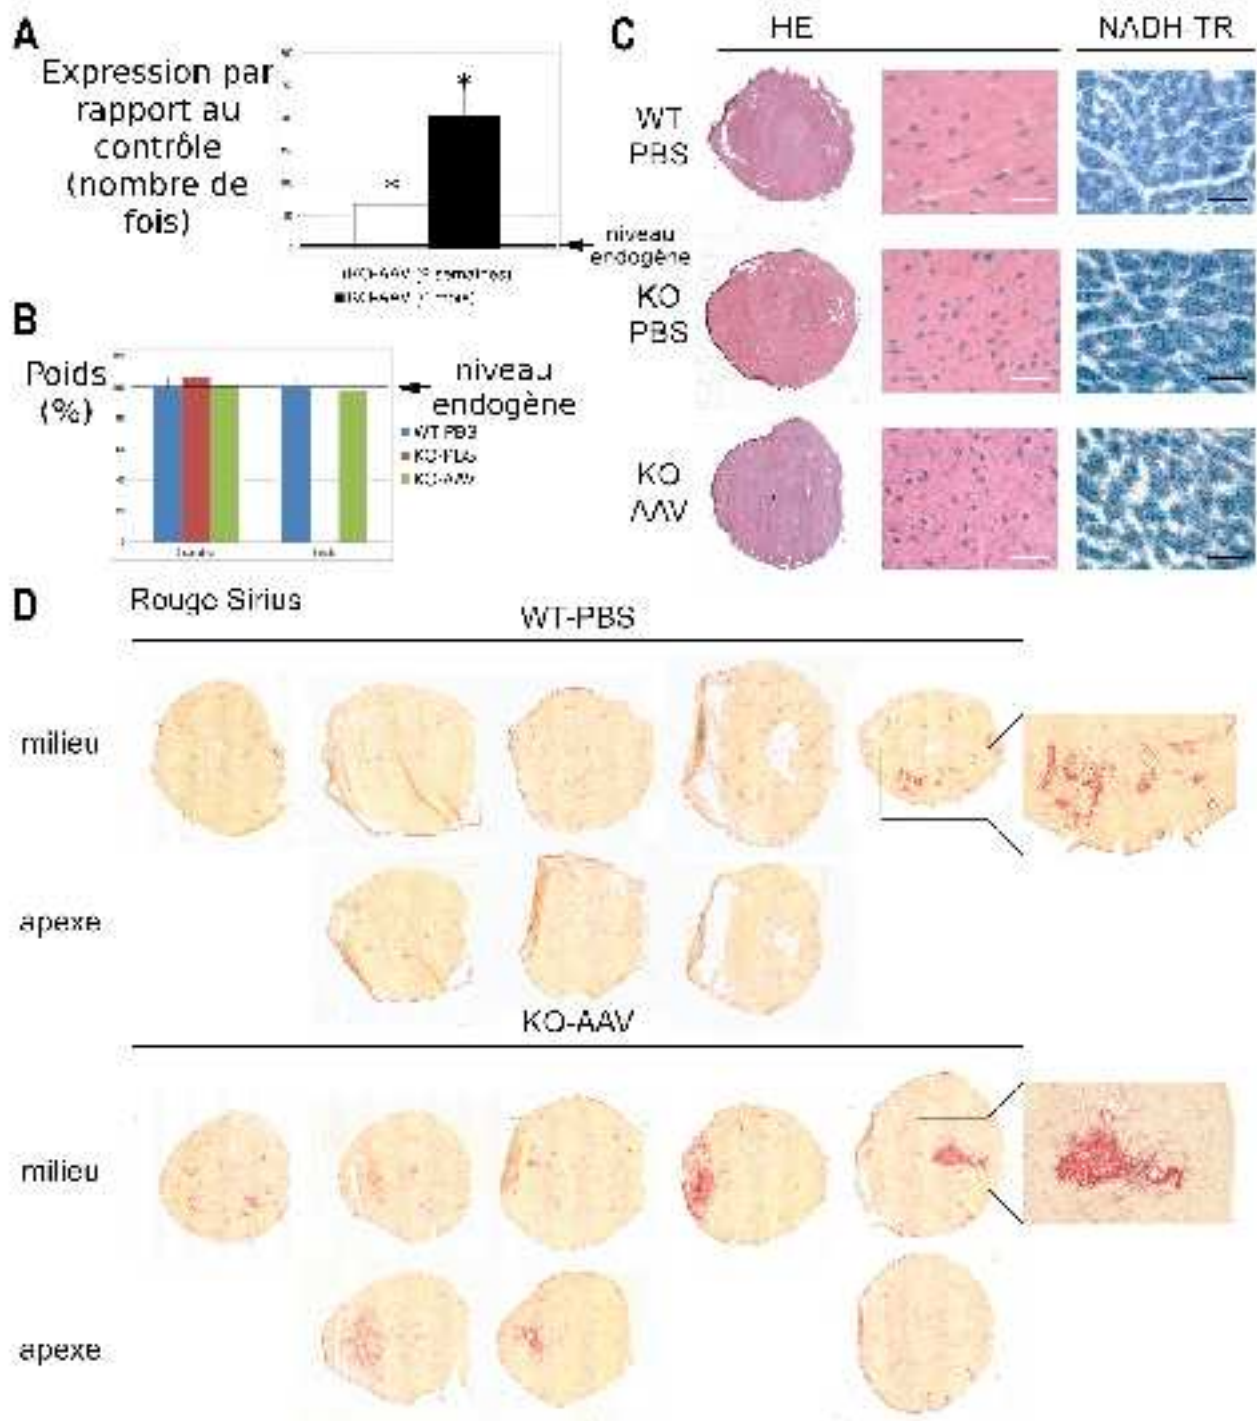 A
Expression par
rapport au
contrôle
(nombre de
fois)
*
*
niveau
endogène
B
Poids
(%)
niveau
endogène
WT-PBS
KO-PBS
KO-AAV
C
HE
NADH-TR
WT
PBS
KO
PBS
KO
AAV
D
Rouge Sirius
WT-PBS
milieu
apexe
KO-AAV
milieu
apexe